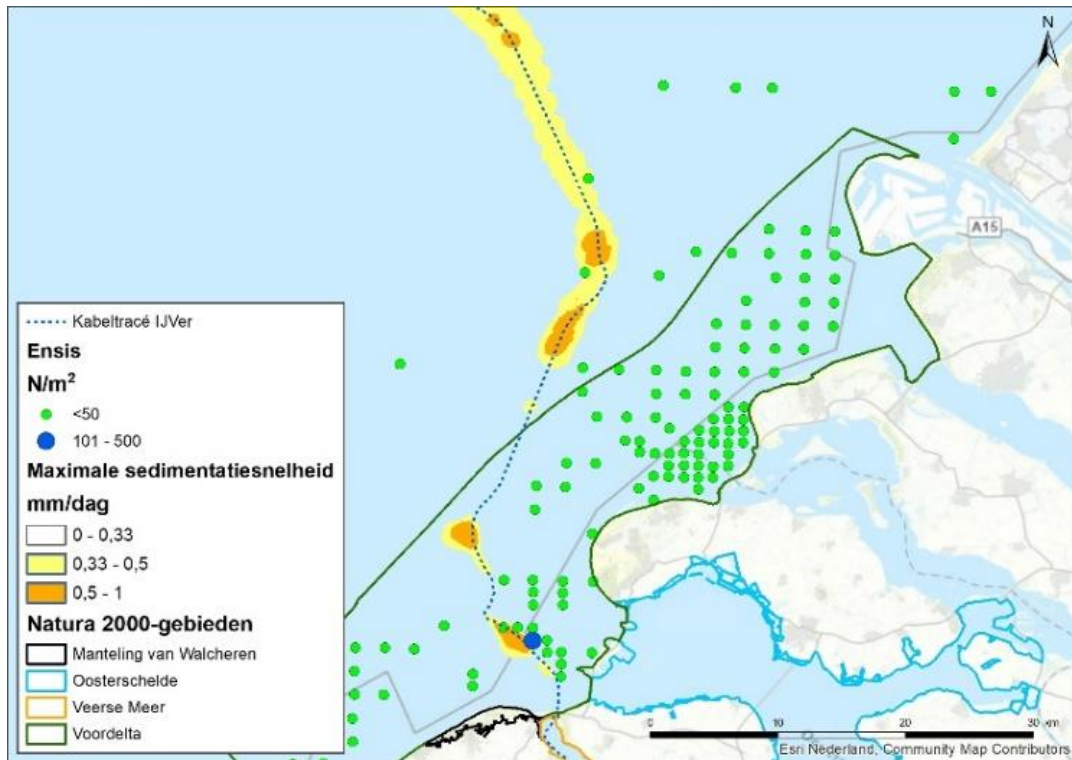 N
A15
Kabeltracé IJVer
Ensis
N/m²
<50
101 - 500
Maximale sedimentatiesnelheid
mm/dag
0 - 0,33
0,33 - 0,5
0,5 - 1
Natura 2000-gebieden
Manteling van Walcheren
Oosterschelde
Veerse Meer
Voordelta
0 10 20 30 km
Esri Nederland, Community Map Contributors